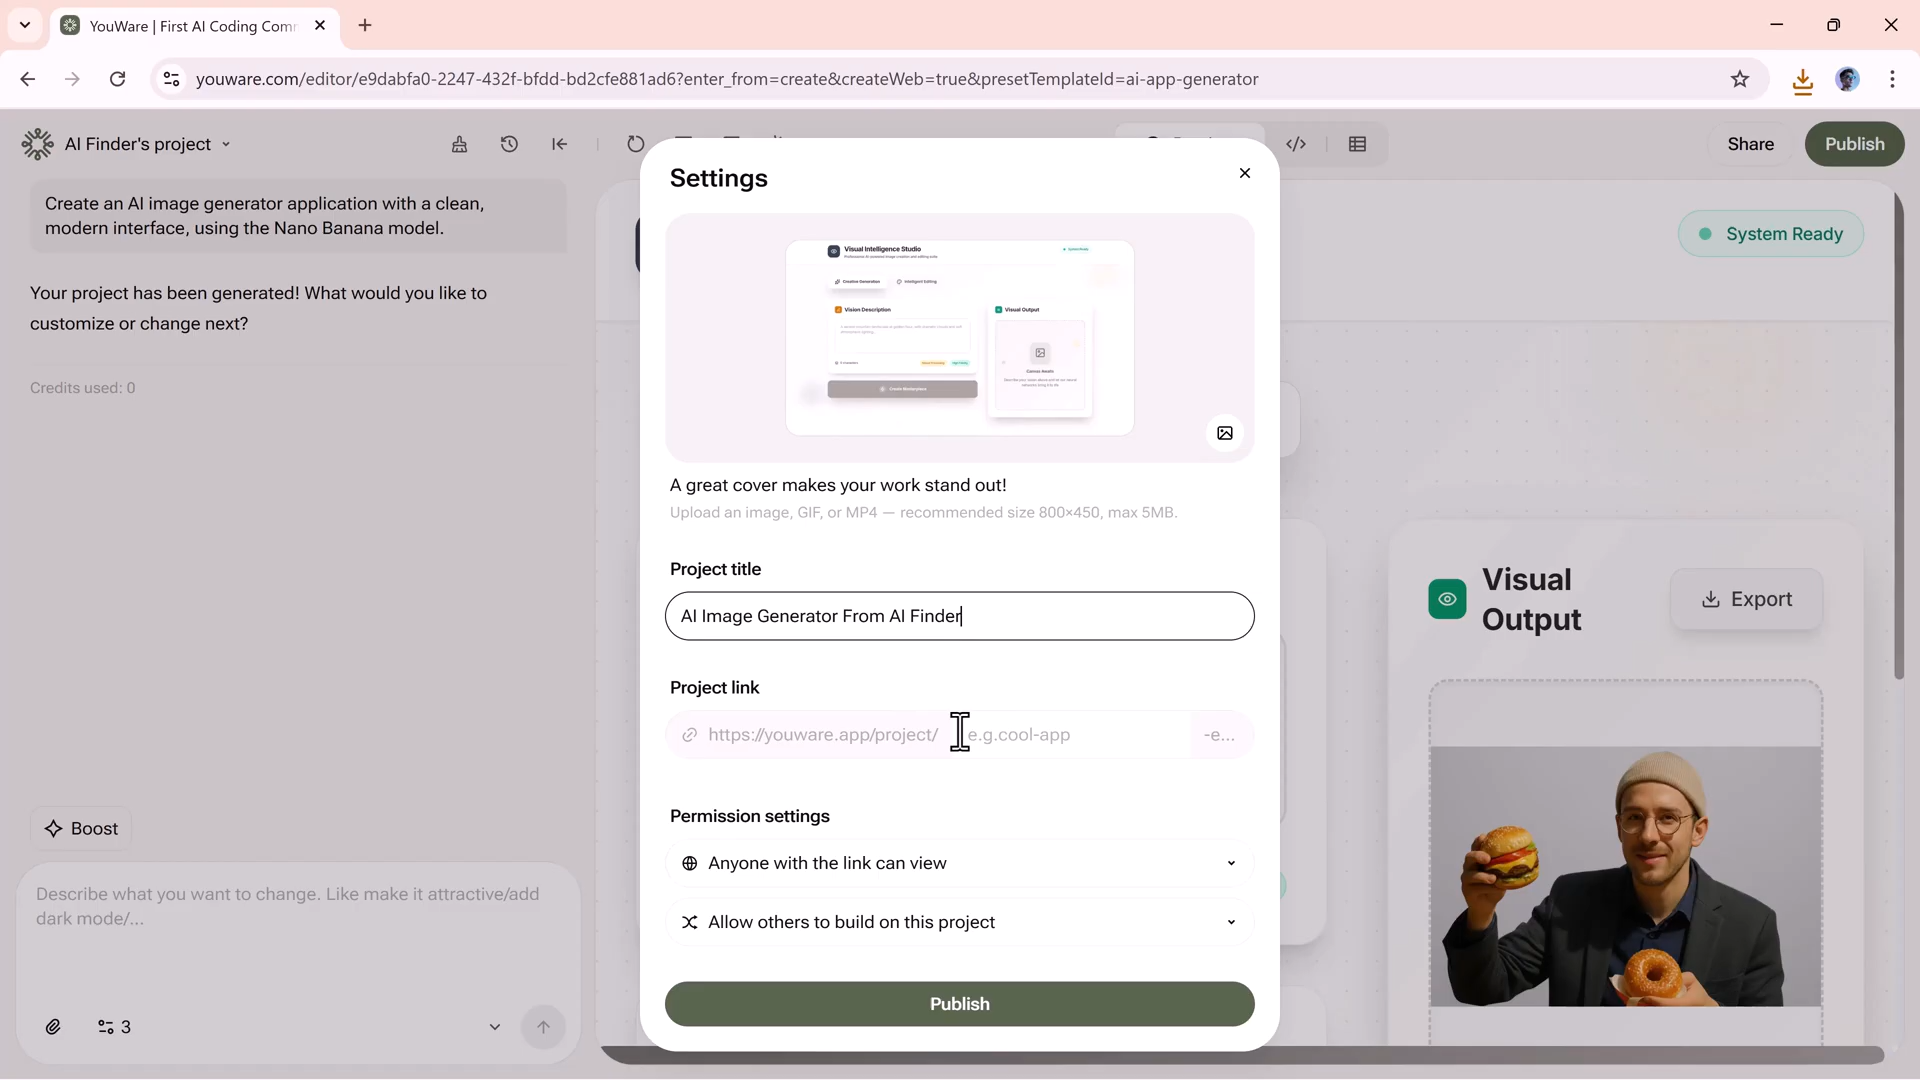 YouWare | First AI Coding Com
youware.com/editor/e9dabfa0-2247-432f-bfdd-bd2cfe881ad6?enter_from=create&createWeb=true&presetTemplateId=ai-app-generator
AI Finder's project
Share
Publish
Create an AI image generator application with a clean,
modern interface, using the Nano Banana model.
Your project has been generated! What would you like to
customize or change next?
Credits used: 0
Boost
Describe what you want to change. Like make it attractive/add
dark mode/...
3
Settings
Visual Intelligence Studio
Creative Generation
Intelligent Editing
Vision Description
Visual Output
A great cover makes your work stand out!
Upload an image, GIF, or MP4 — recommended size 800×450, max 5MB.
Project title
AI Image Generator From AI Finder
Project link
https://youware.app/project/
e.g.cool-app
-e...
Permission settings
Anyone with the link can view
Allow others to build on this project
Publish
System Ready
Visual
Output
Export